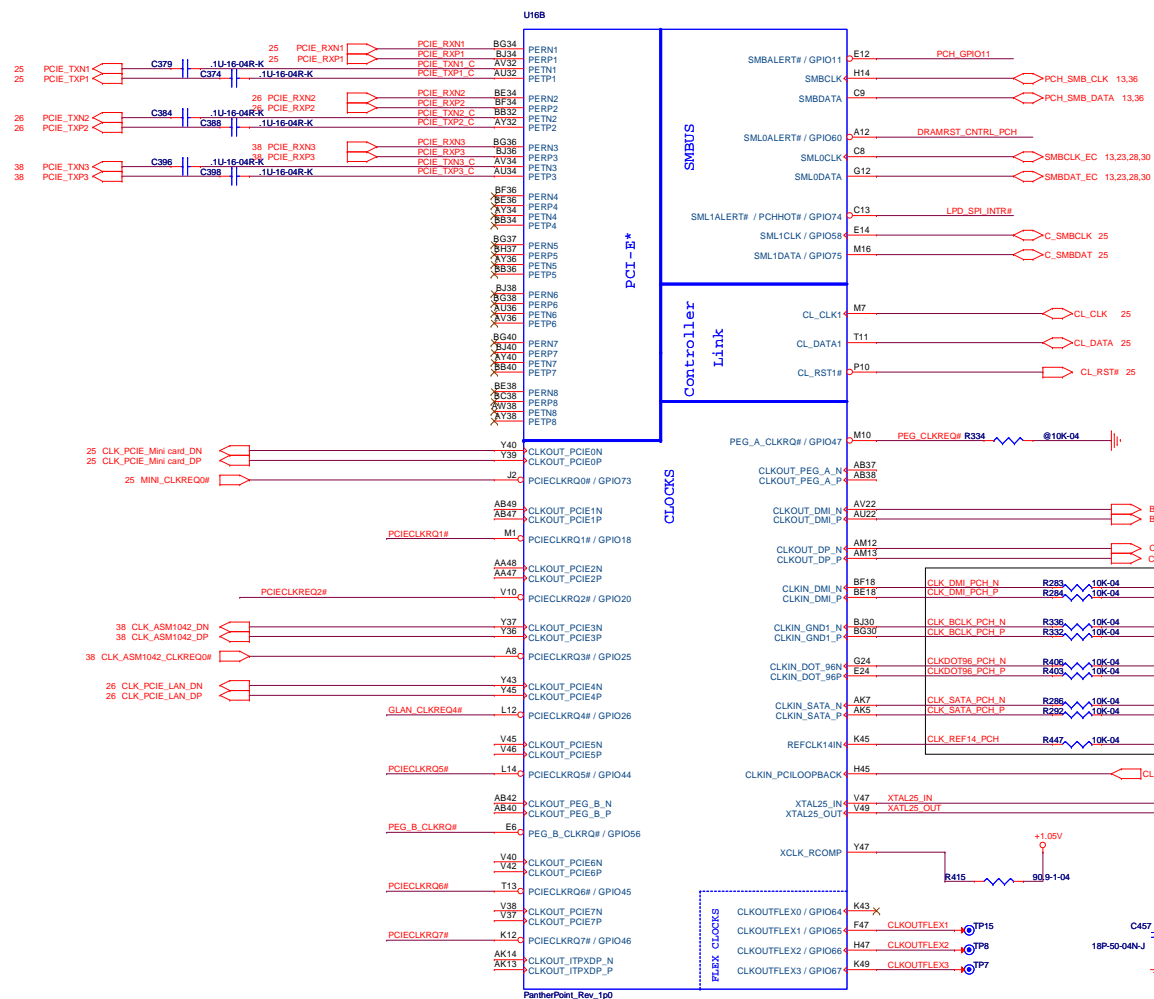 U16B
25 PCIE_RXN1 PCIE_RXN1 BG34 PERN1
25 PCIE_RXP1 PCIE_RXP1 BJ34 PERP1
25 PCIE_TXN1 C379 .1U-16-04R-K PCIE_TXN1_C AV32 PETN1
25 PCIE_TXP1 C374 .1U-16-04R-K PCIE_TXP1_C AU32 PETP1
26 PCIE_RXN2 PCIE_RXN2 BE34 PERN2
26 PCIE_RXP2 PCIE_RXP2 BF34 PERP2
26 PCIE_TXN2 C384 .1U-16-04R-K PCIE_TXN2_C BB32 PETN2
26 PCIE_TXP2 C388 .1U-16-04R-K PCIE_TXP2_C AY32 PETP2
38 PCIE_RXN3 PCIE_RXN3 BG36 PERN3
38 PCIE_RXP3 PCIE_RXP3 BJ36 PERP3
38 PCIE_TXN3 C396 .1U-16-04R-K PCIE_TXN3_C AV34 PETN3
38 PCIE_TXP3 C398 .1U-16-04R-K PCIE_TXP3_C AU34 PETP3
BF36 PERN4
BE36 PERP4
AY34 PETN4
BB34 PETP4
BG37 PERN5
BH37 PERP5
AY36 PETN5
BB36 PETP5
BJ38 PERN6
BG38 PERP6
AU36 PETN6
AV36 PETP6
BG40 PERN7
BJ40 PERP7
AY40 PETN7
BB40 PETP7
BE38 PERN8
BC38 PERP8
AW38 PETN8
AY38 PETP8
PCI-E*
25 CLK_PCIE_Mini card_DN Y40 CLKOUT_PCIE0N
25 CLK_PCIE_Mini card_DP Y39 CLKOUT_PCIE0P
25 MINI_CLKREQ0# J2 PCIECLKRQ0# / GPIO73
AB49 CLKOUT_PCIE1N
AB47 CLKOUT_PCIE1P
PCIECLKRQ1# M1 PCIECLKRQ1# / GPIO18
AA48 CLKOUT_PCIE2N
AA47 CLKOUT_PCIE2P
PCIECLKREQ2# V10 PCIECLKRQ2# / GPIO20
38 CLK_ASM1042_DN Y37 CLKOUT_PCIE3N
38 CLK_ASM1042_DP Y36 CLKOUT_PCIE3P
38 CLK_ASM1042_CLKREQ0# A8 PCIECLKRQ3# / GPIO25
26 CLK_PCIE_LAN_DN Y43 CLKOUT_PCIE4N
26 CLK_PCIE_LAN_DP Y45 CLKOUT_PCIE4P
GLAN_CLKREQ4# L12 PCIECLKRQ4# / GPIO26
V45 CLKOUT_PCIE5N
V46 CLKOUT_PCIE5P
PCIECLKRQ5# L14 PCIECLKRQ5# / GPIO44
AB42 CLKOUT_PEG_B_N
AB40 CLKOUT_PEG_B_P
PEG_B_CLKRQ# E6 PEG_B_CLKRQ# / GPIO56
V40 CLKOUT_PCIE6N
V42 CLKOUT_PCIE6P
PCIECLKRQ6# T13 PCIECLKRQ6# / GPIO45
V38 CLKOUT_PCIE7N
V37 CLKOUT_PCIE7P
PCIECLKRQ7# K12 PCIECLKRQ7# / GPIO46
AK14 CLKOUT_ITPXDP_N
AK13 CLKOUT_ITPXDP_P
PantherPoint_Rev_1p0
SMBUS
SMBALERT# / GPIO11 E12 PCH_GPIO11
SMBCLK H14 PCH_SMB_CLK 13,36
SMBDATA C9 PCH_SMB_DATA 13,36
SML0ALERT# / GPIO60 A12 DRAMRST_CNTRL_PCH
SML0CLK C8 SMBCLK_EC 13,23,28,30
SML0DATA G12 SMBDAT_EC 13,23,28,30
SML1ALERT# / PCHHOT# / GPIO74 C13 LPD_SPI_INTR#
SML1CLK / GPIO58 E14 C_SMBCLK 25
SML1DATA / GPIO75 M16 C_SMBDAT 25
Controller
Link
CL_CLK1 M7 CL_CLK 25
CL_DATA1 T11 CL_DATA 25
CL_RST1# P10 CL_RST# 25
CLOCKS
PEG_A_CLKRQ# / GPIO47 M10 PEG_CLKREQ# R334 @10K-04
CLKOUT_PEG_A_N AB37
CLKOUT_PEG_A_P AB38
CLKOUT_DMI_N AV22 B
CLKOUT_DMI_P AU22 B
CLKOUT_DP_N AM12 C
CLKOUT_DP_P AM13 C
CLKIN_DMI_N BF18 CLK_DMI_PCH_N R283 10K-04
CLKIN_DMI_P BE18 CLK_DMI_PCH_P R284 10K-04
CLKIN_GND1_N BJ30 CLK_BCLK_PCH_N R336 10K-04
CLKIN_GND1_P BG30 CLK_BCLK_PCH_P R332 10K-04
CLKIN_DOT_96N G24 CLKDOT96_PCH_N R406 10K-04
CLKIN_DOT_96P E24 CLKDOT96_PCH_P R403 10K-04
CLKIN_SATA_N AK7 CLK_SATA_PCH_N R286 10K-04
CLKIN_SATA_P AK5 CLK_SATA_PCH_P R292 10K-04
REFCLK14IN K45 CLK_REF14_PCH R447 10K-04
CLKIN_PCILOOPBACK H45 CL
XTAL25_IN V47 XTAL25_IN
XTAL25_OUT V49 XATL25_OUT
+1.05V
XCLK_RCOMP Y47
R415 90.9-1-04
FLEX CLOCKS
CLKOUTFLEX0 / GPIO64 K43
CLKOUTFLEX1 / GPIO65 F47 CLKOUTFLEX1 TP15
CLKOUTFLEX2 / GPIO66 H47 CLKOUTFLEX2 TP8
CLKOUTFLEX3 / GPIO67 K49 CLKOUTFLEX3 TP7
C457
18P-50-04N-J